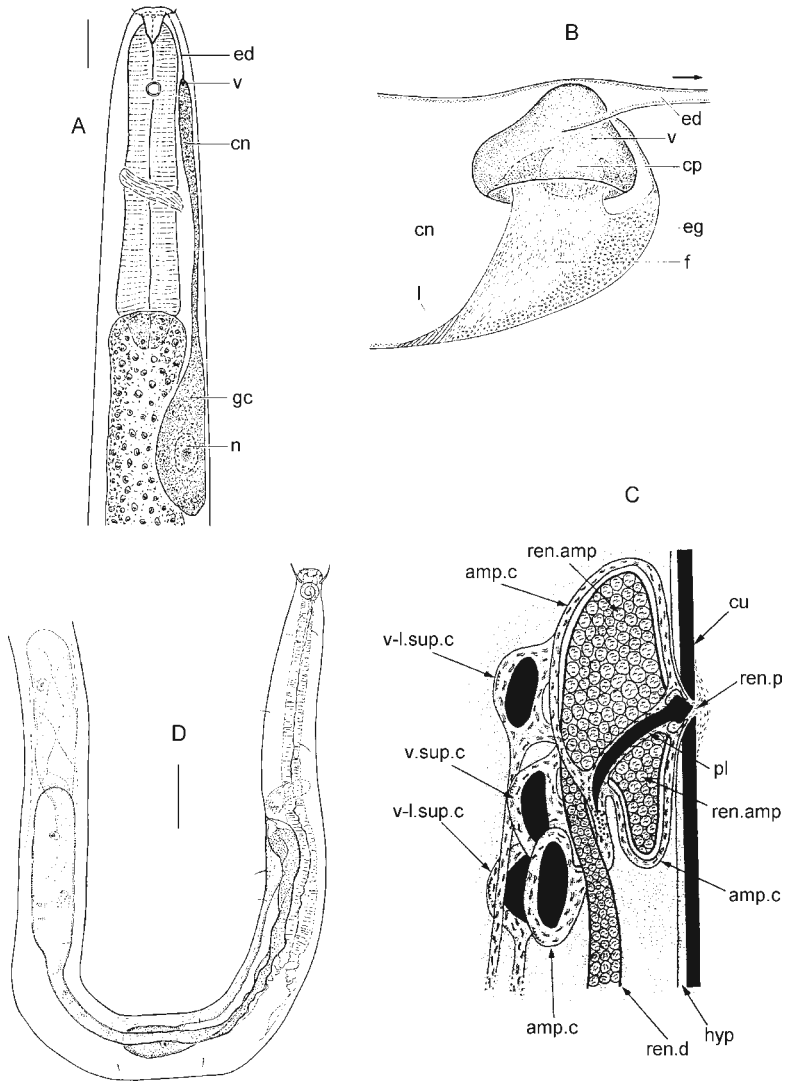 A
ed
v
cn
gc
n
B
ed
v
cp
cn
eg
f
l
C
ren.amp
amp.c
cu
v-l.sup.c
ren.p
v.sup.c
pl
v-l.sup.c
ren.amp
amp.c
amp.c
hyp
ren.d
D